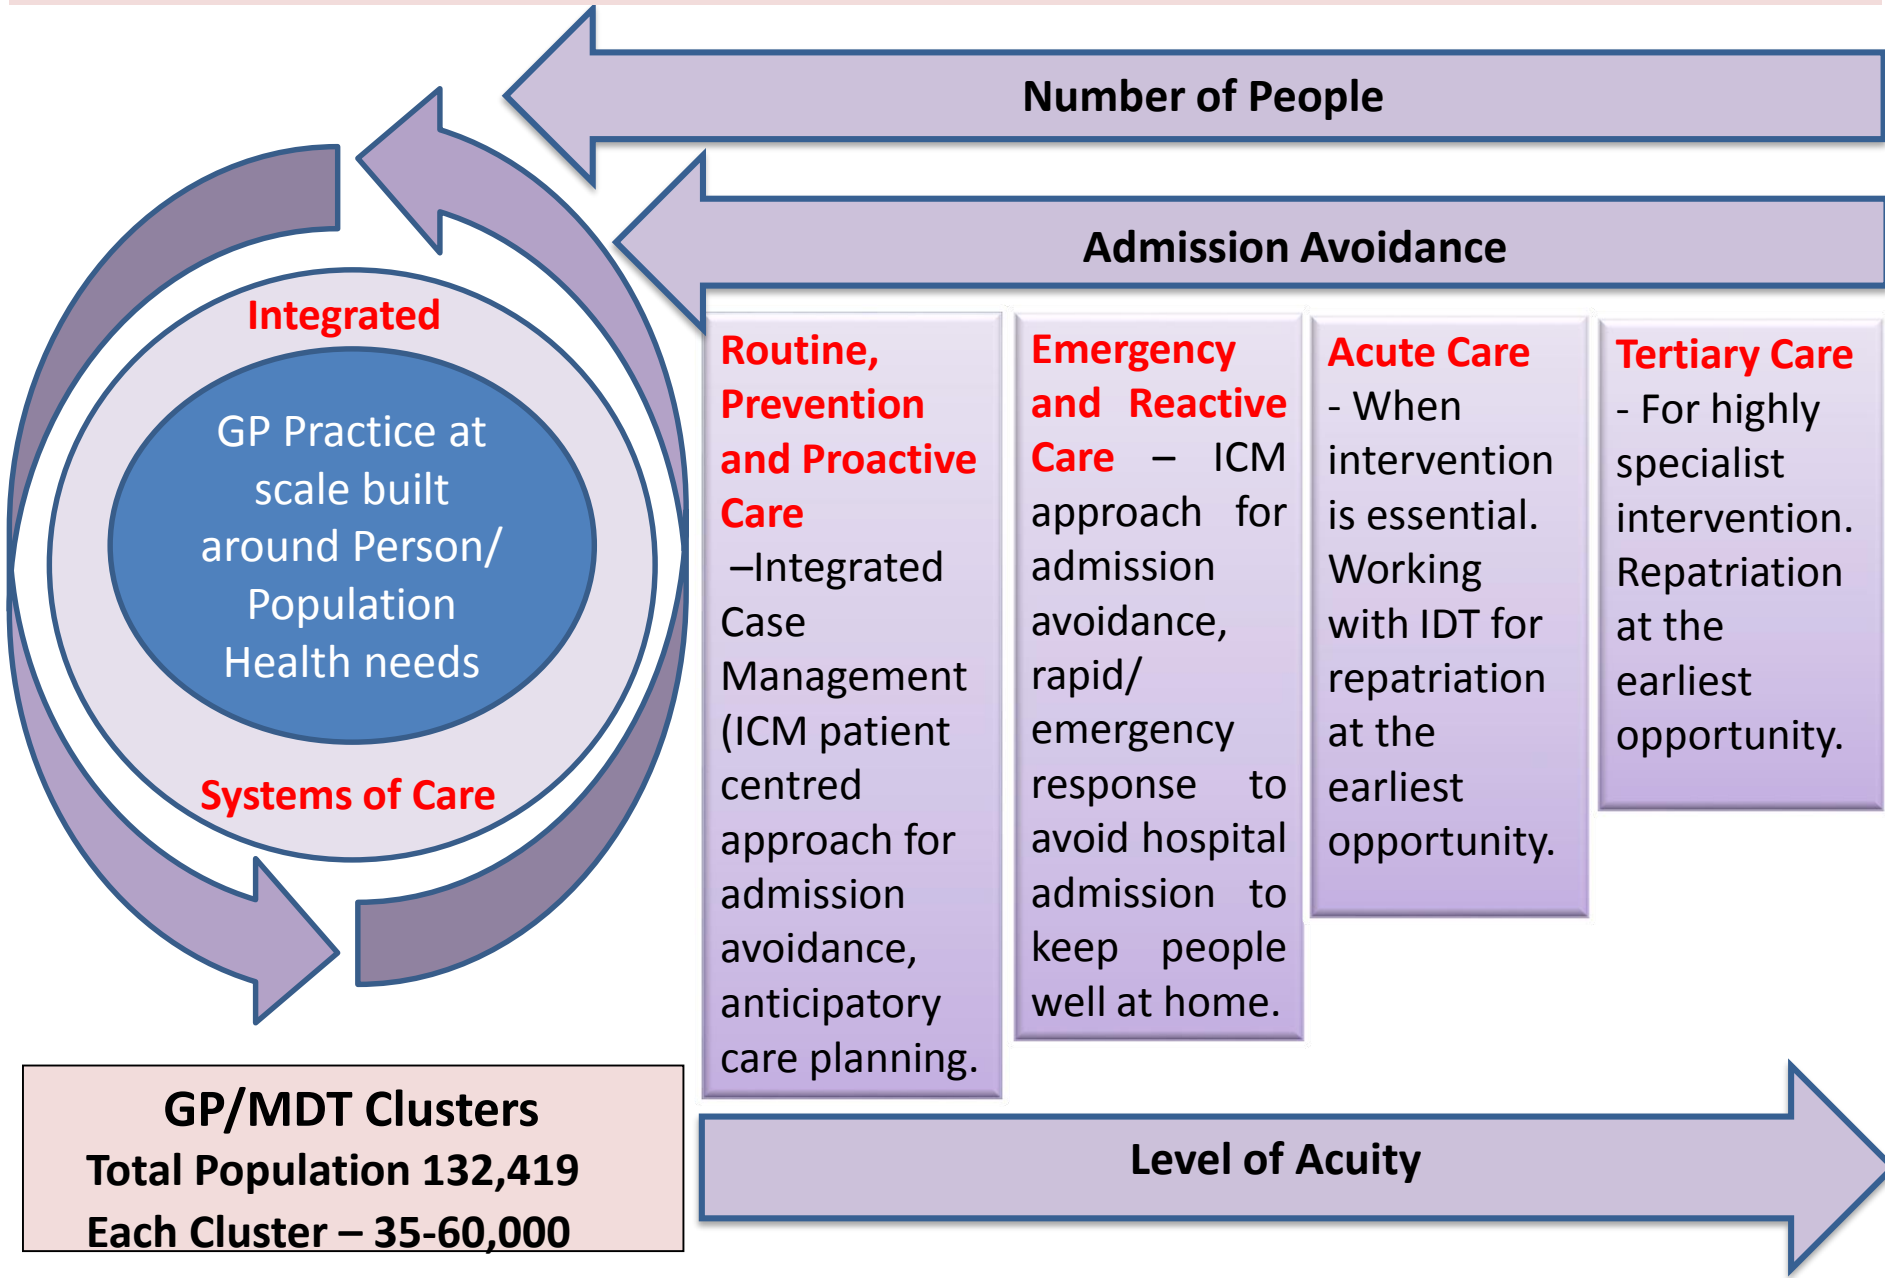 Number of People
Admission Avoidance
Integrated
GP Practice at
scale built
around Person/
Population
Health needs
Systems of Care
Routine,
Prevention
and Proactive
Care
–Integrated
Case
Management
(ICM patient
centred
approach for
admission
avoidance,
anticipatory
care planning.
Emergency
and Reactive
Care – ICM
approach for
admission
avoidance,
rapid/
emergency
response to
avoid hospital
admission to
keep people
well at home.
Acute Care
- When
intervention
is essential.
Working
with IDT for
repatriation
at the
earliest
opportunity.
Tertiary Care
- For highly
specialist
intervention.
Repatriation
at the
earliest
opportunity.
GP/MDT Clusters
Total Population 132,419
Each Cluster – 35-60,000
Level of Acuity